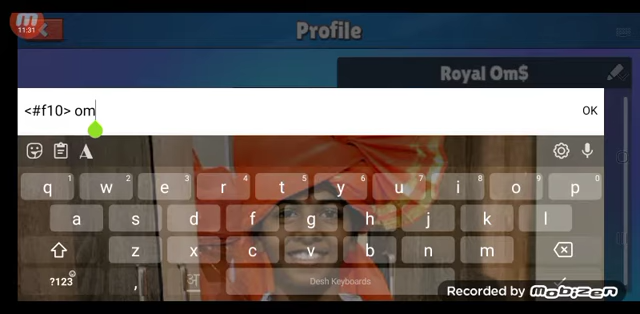 11:31
Profile
Royal Om$
<#f10> om
OK
q 1 w 2 e 3 r 4 t 5 y 6 u 7 i 8 o 9 p 0
a s d f g h j k l
z x c v b n m
?123 , Desh Keyboards
Recorded by MOBIZEN